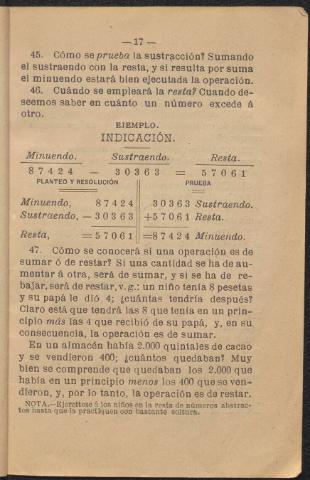 — 17 —
45. Cómo se prueba la sustracción? Sumando
el sustraendo con la resta, y si resulta por suma
el minuendo estará bien ejecutada la operación.
46. Cuándo se empleará la resta? Cuando de-
seemos saber en cuánto un número excede á
otro.
EJEMPLO.
INDICACIÓN.
Minuendo. Sustraendo. Resta.
87424 — 30363 = 57061
PLANTEO Y RESOLUCIÓN PRUEBA
Minuendo, 87424 30363 Sustraendo.
Sustraendo, —30363 +57061 Resta.
Resta, =57061 =87424 Minuendo.
47. Cómo se conocerá si una operación es de
sumar ó de restar? Si una cantidad se ha de au-
mentar á otra, será de sumar, y si se ha de re-
bajar, será de restar, v. g.: un niño tenía 8 pesetas
y su papá le dió 4; ¿cuántas tendría después?
Claro está que tendrá las 8 que tenía en un prin-
cipio más las 4 que recibió de su papá, y, en su
consecuencia, la operación es de sumar.
En un almacén había 2.000 quintales de cacao
y se vendieron 400; ¿cuántos quedaban? Muy
bien se comprende que quedaban los 2.000 que
había en un principio menos los 400 que se ven-
dieron, y, por lo tanto, la operación es de restar.
NOTA.—Ejercítese á los niños en la resta de números abstrac-
tos hasta que la practiquen con bastante soltura.